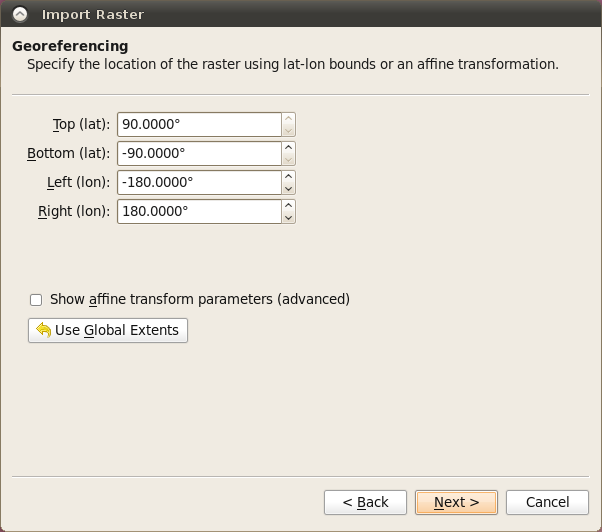 Import Raster
Georeferencing
Specify the location of the raster using lat-lon bounds or an affine transformation.
Top (lat): 90.0000°
Bottom (lat): -90.0000°
Left (lon): -180.0000°
Right (lon): 180.0000°
Show affine transform parameters (advanced)
Use Global Extents
< Back Next > Cancel